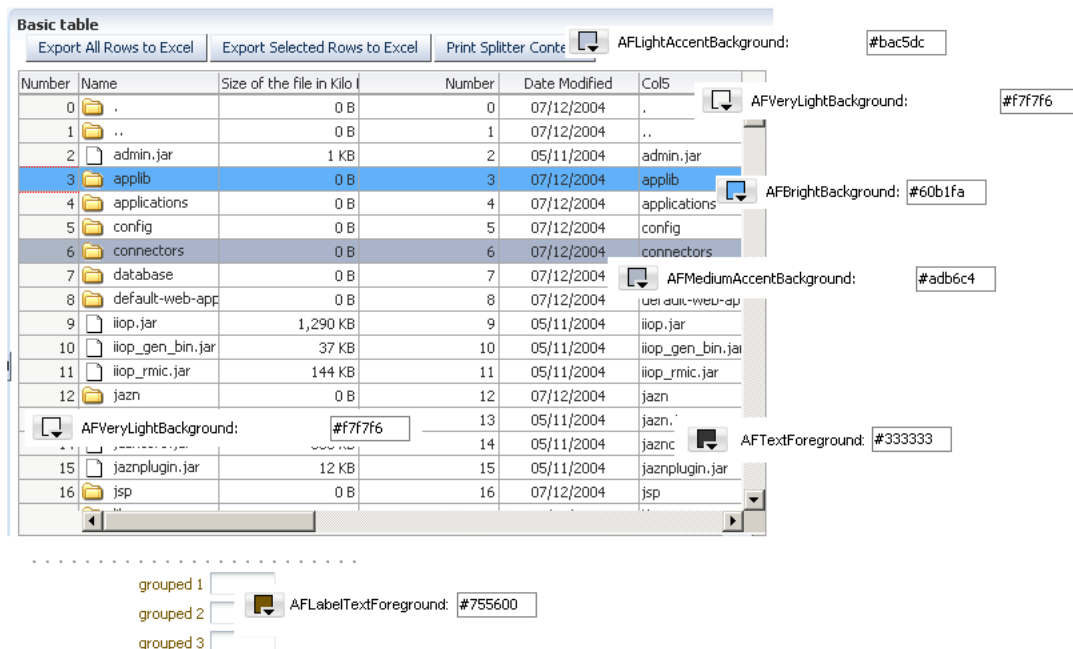 Basic table
Export All Rows to Excel Export Selected Rows to Excel Print Splitter Conte AFLightAccentBackground: #bac5dc
Number Name Size of the file in Kilo Number Date Modified Col5
AFVeryLightBackground: #f7f7f6
0 . 0 B 0 07/12/2004 .
1 .. 0 B 1 07/12/2004 ..
2 admin.jar 1 KB 2 05/11/2004 admin.jar
3 applib 0 B 3 07/12/2004 applib
AFBrightBackground: #60b1fa
4 applications 0 B 4 07/12/2004 applications
5 config 0 B 5 07/12/2004 config
6 connectors 0 B 6 07/12/2004 connectors
7 database 0 B 7 07/12/2004
AFMediumAccentBackground: #adb6c4
8 default-web-app 0 B 8 07/12/2004 default-web-ap
9 iiop.jar 1,290 KB 9 05/11/2004 iiop.jar
10 iiop_gen_bin.jar 37 KB 10 05/11/2004 iiop_gen_bin.jar
11 iiop_rmic.jar 144 KB 11 05/11/2004 iiop_rmic.jar
12 jazn 0 B 12 07/12/2004 jazn
AFVeryLightBackground: #f7f7f6 13 05/11/2004 jazn.
AFTextForeground: #333333
14 05/11/2004 jaznc
15 jaznplugin.jar 12 KB 15 05/11/2004 jaznplugin.jar
16 jsp 0 B 16 07/12/2004 jsp
grouped 1
AFLabelTextForeground: #755600
grouped 2
grouped 3